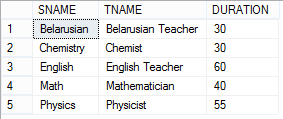 SNAME TNAME DURATION
1 Belarusian Belarusian Teacher 30
2 Chemistry Chemist 30
3 English English Teacher 60
4 Math Mathematician 40
5 Physics Physicist 55